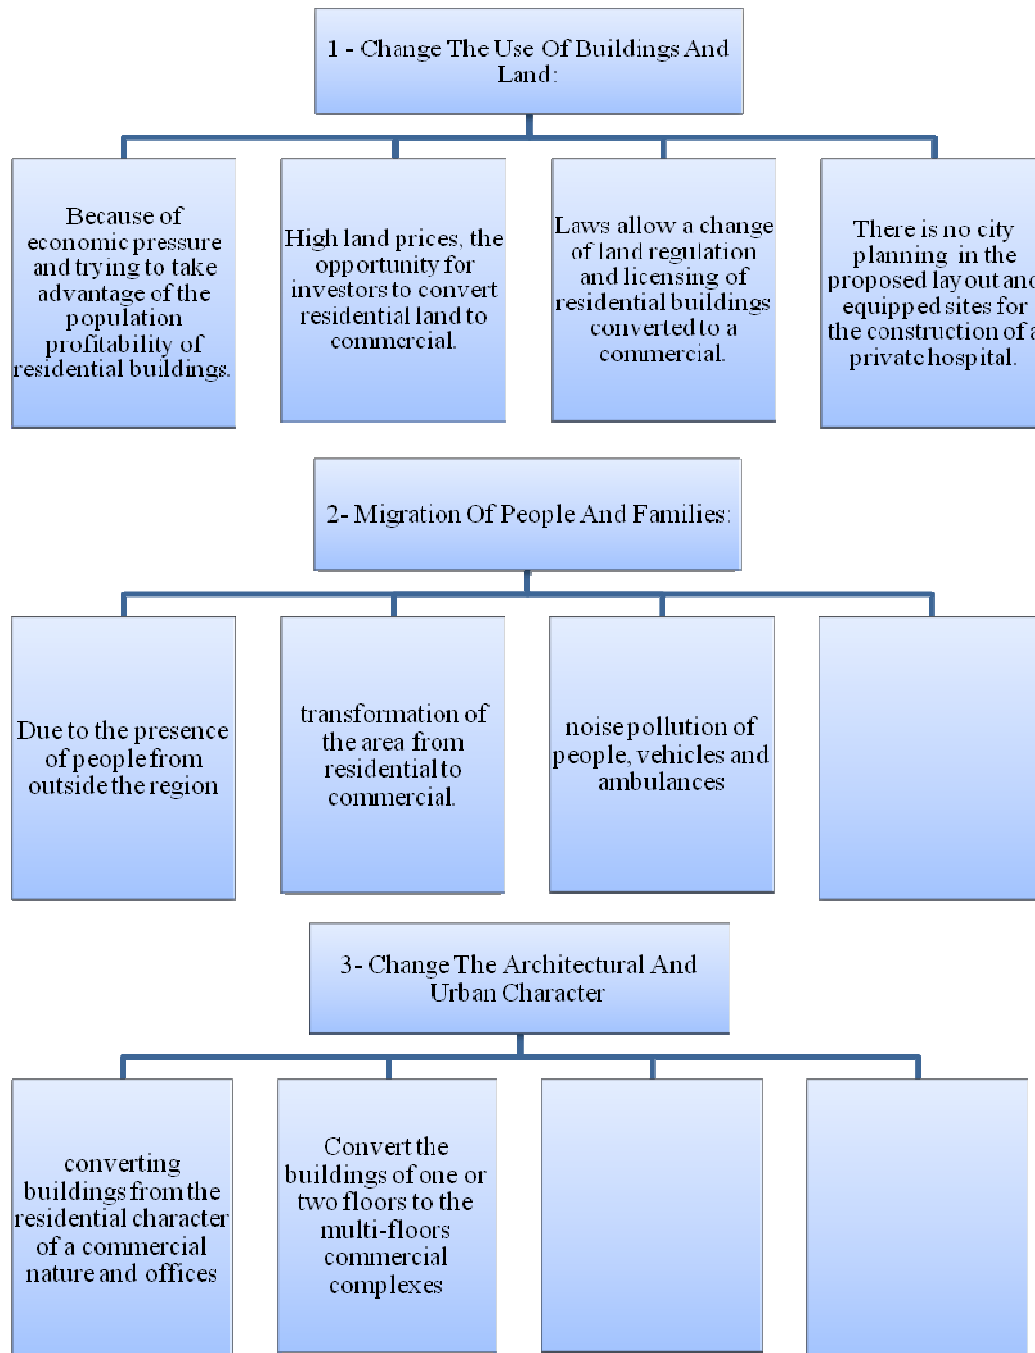 1 - Change The Use Of Buildings And
Land:
Because of
economic pressure
and trying to take
advantage of the
population
profitability of
residential buildings.
High land prices, the
opportunity for
investors to convert
residential land to
commercial.
Laws allow a change
of land regulation
and licensing of
residential buildings
converted to a
commercial.
There is no city
planning in the
proposed layout and
equipped sites for
the construction of a
private hospital.
2- Migration Of People And Families:
Due to the presence
of people from
outside the region
transformation of
the area from
residential to
commercial.
noise pollution of
people, vehicles and
ambulances
3- Change The Architectural And
Urban Character
converting
buildings from the
residential character
of a commercial
nature and offices
Convert the
buildings of one or
two floors to the
multi-floors
commercial
complexes